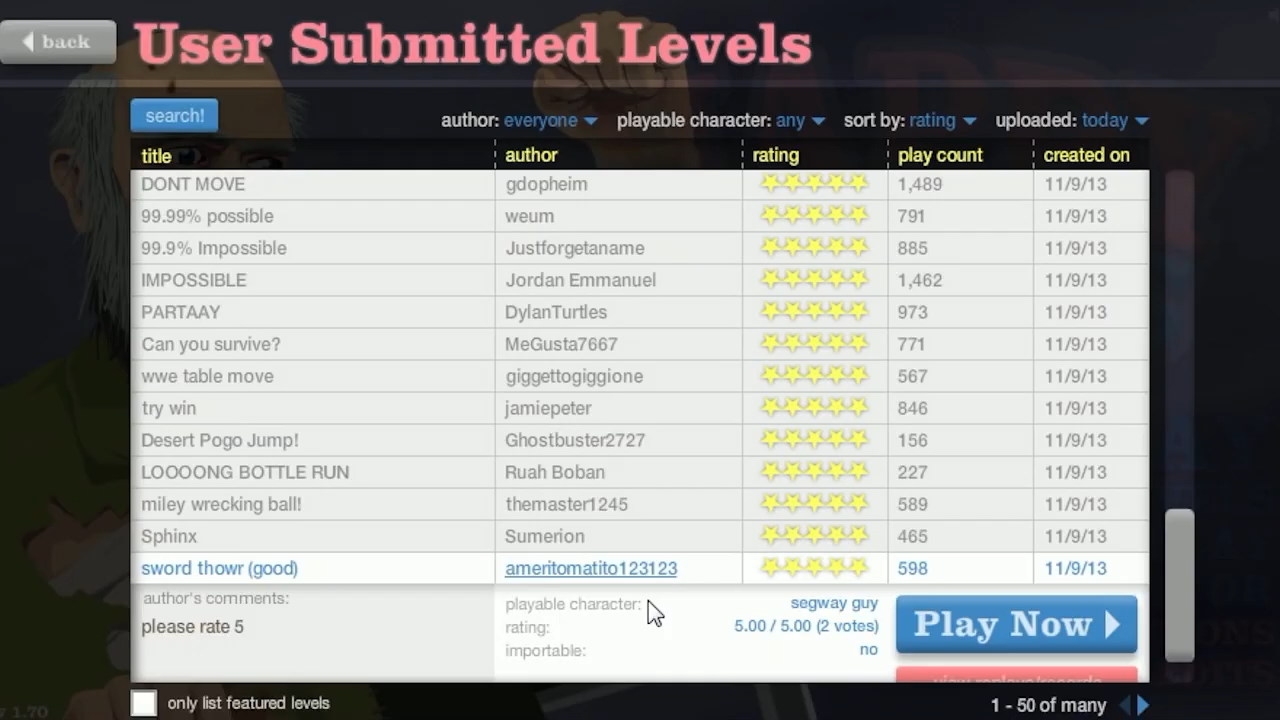 back
User Submitted Levels
search! author: everyone playable character: any sort by: rating uploaded: today
title author rating play count created on
DONT MOVE gdopheim 1,489 11/9/13
99.99% possible weum 791 11/9/13
99.9% Impossible Justforgetaname 885 11/9/13
IMPOSSIBLE Jordan Emmanuel 1,462 11/9/13
PARTAAY DylanTurtles 973 11/9/13
Can you survive? MeGusta7667 771 11/9/13
wwe table move giggettogiggione 567 11/9/13
try win jamiepeter 846 11/9/13
Desert Pogo Jump! Ghostbuster2727 156 11/9/13
LOOOONG BOTTLE RUN Ruah Boban 227 11/9/13
miley wrecking ball! themaster1245 589 11/9/13
Sphinx Sumerion 465 11/9/13
sword thowr (good) ameritomatito123123 598 11/9/13
author's comments:
please rate 5
playable character: segway guy
rating: 5.00 / 5.00 (2 votes)
importable: no
Play Now
view replays/records
only list featured levels
1 - 50 of many
1.70